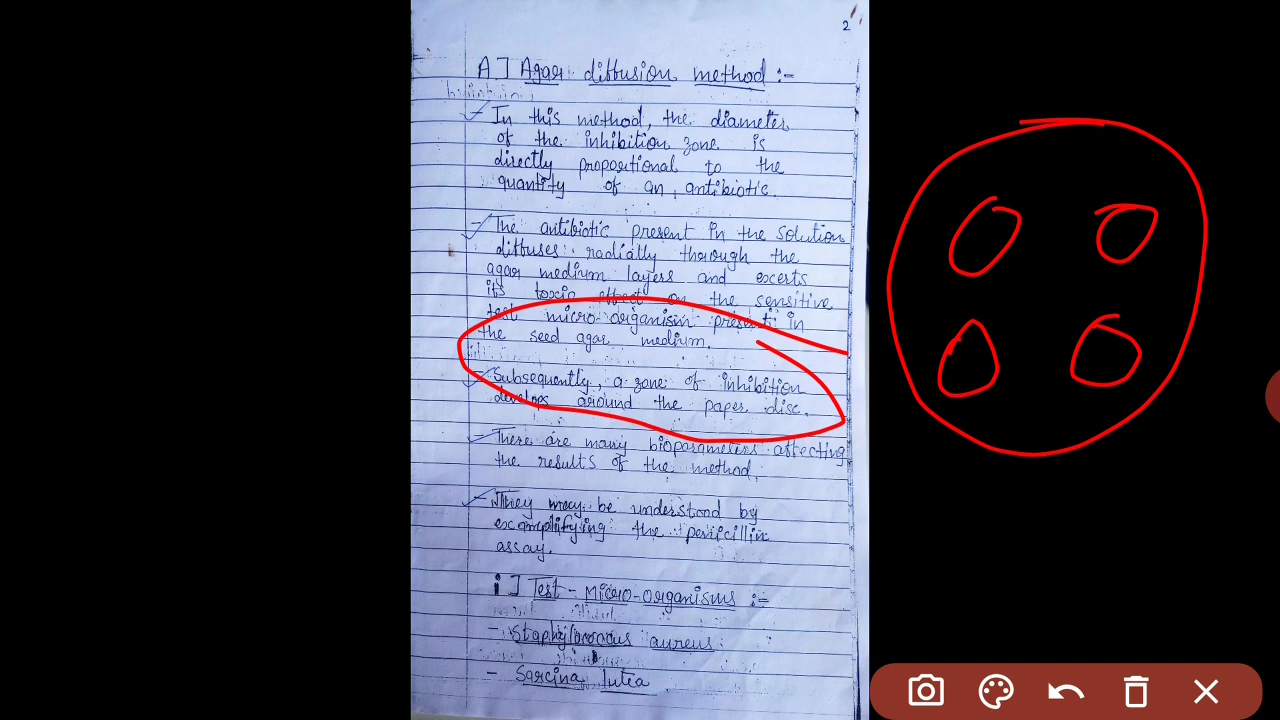 2
A] Agar diffusion method :-
- In this method, the diameter
of the inhibition zone is
directly proportional to the
quantity of an antibiotic.
- The antibiotic present in the solution
diffuses radially through the
agar medium layers and excerts
its toxic effect on the sensitive
test micro-organism present in
the seed agar medium.
- Subsequently, a zone of inhibition
develops around the paper disc.
- There are many bioparameters affecting
the results of the method.
- They may be understood by
examplifying the penicillin
assay.
i] Test - Micro-organisms :-
- Staphylococcus aureus
- Sarcina lutea